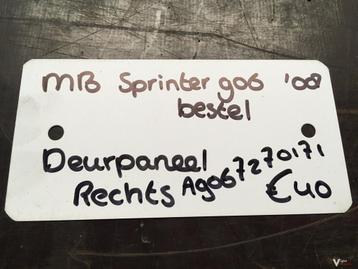 MB Sprinter 906 '08
bestel
Deurpaneel
Rechts A9067270171
€40